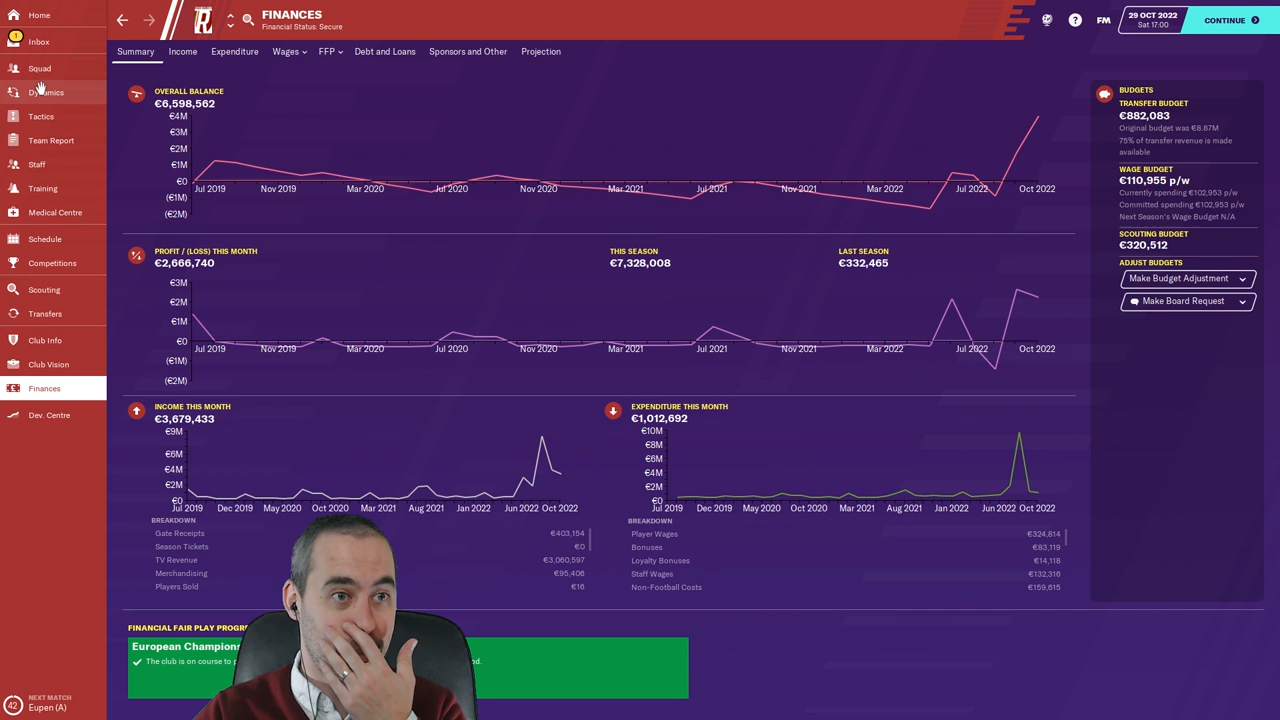 Home
1
Inbox
Squad
Dynamics
Tactics
Team Report
Staff
Training
Medical Centre
Schedule
Competitions
Scouting
Transfers
Club Info
Club Vision
Finances
Dev. Centre
42
NEXT MATCH
Eupen (A)
FINANCES
Financial Status: Secure
?
FM
29 OCT 2022
Sat 17:00
CONTINUE
Summary
Income
Expenditure
Wages
FFP
Debt and Loans
Sponsors and Other
Projection
OVERALL BALANCE
€6,598,562
€4M
€3M
€2M
€1M
€0
(€1M)
(€2M)
Jul 2019 Nov 2019 Mar 2020 Jul 2020 Nov 2020 Mar 2021 Jul 2021 Nov 2021 Mar 2022 Jul 2022 Oct 2022
PROFIT / (LOSS) THIS MONTH
€2,666,740
THIS SEASON
€7,328,008
LAST SEASON
€332,465
€3M
€2M
€1M
€0
(€1M)
(€2M)
Jul 2019 Nov 2019 Mar 2020 Jul 2020 Nov 2020 Mar 2021 Jul 2021 Nov 2021 Mar 2022 Jul 2022 Oct 2022
INCOME THIS MONTH
€3,679,433
€9M
€6M
€4M
€2M
€0
Jul 2019 Dec 2019 May 2020 Oct 2020 Mar 2021 Aug 2021 Jan 2022 Jun 2022 Oct 2022
BREAKDOWN
Gate Receipts €403,154
Season Tickets €0
TV Revenue €3,060,597
Merchandising €95,406
Players Sold €16
EXPENDITURE THIS MONTH
€1,012,692
€10M
€8M
€6M
€4M
€2M
€0
Jul 2019 Dec 2019 May 2020 Oct 2020 Mar 2021 Aug 2021 Jan 2022 Jun 2022 Oct 2022
BREAKDOWN
Player Wages €324,814
Bonuses €83,119
Loyalty Bonuses €14,118
Staff Wages €132,316
Non-Football Costs €159,615
FINANCIAL FAIR PLAY
European
The club is on course to
BUDGETS
TRANSFER BUDGET
€882,083
Original budget was €8.87M
75% of transfer revenue is made
available
WAGE BUDGET
€110,955 p/w
Currently spending €102,953 p/w
Committed spending €102,953 p/w
Next Season's Wage Budget N/A
SCOUTING BUDGET
€320,512
ADJUST BUDGETS
Make Budget Adjustment
Make Board Request